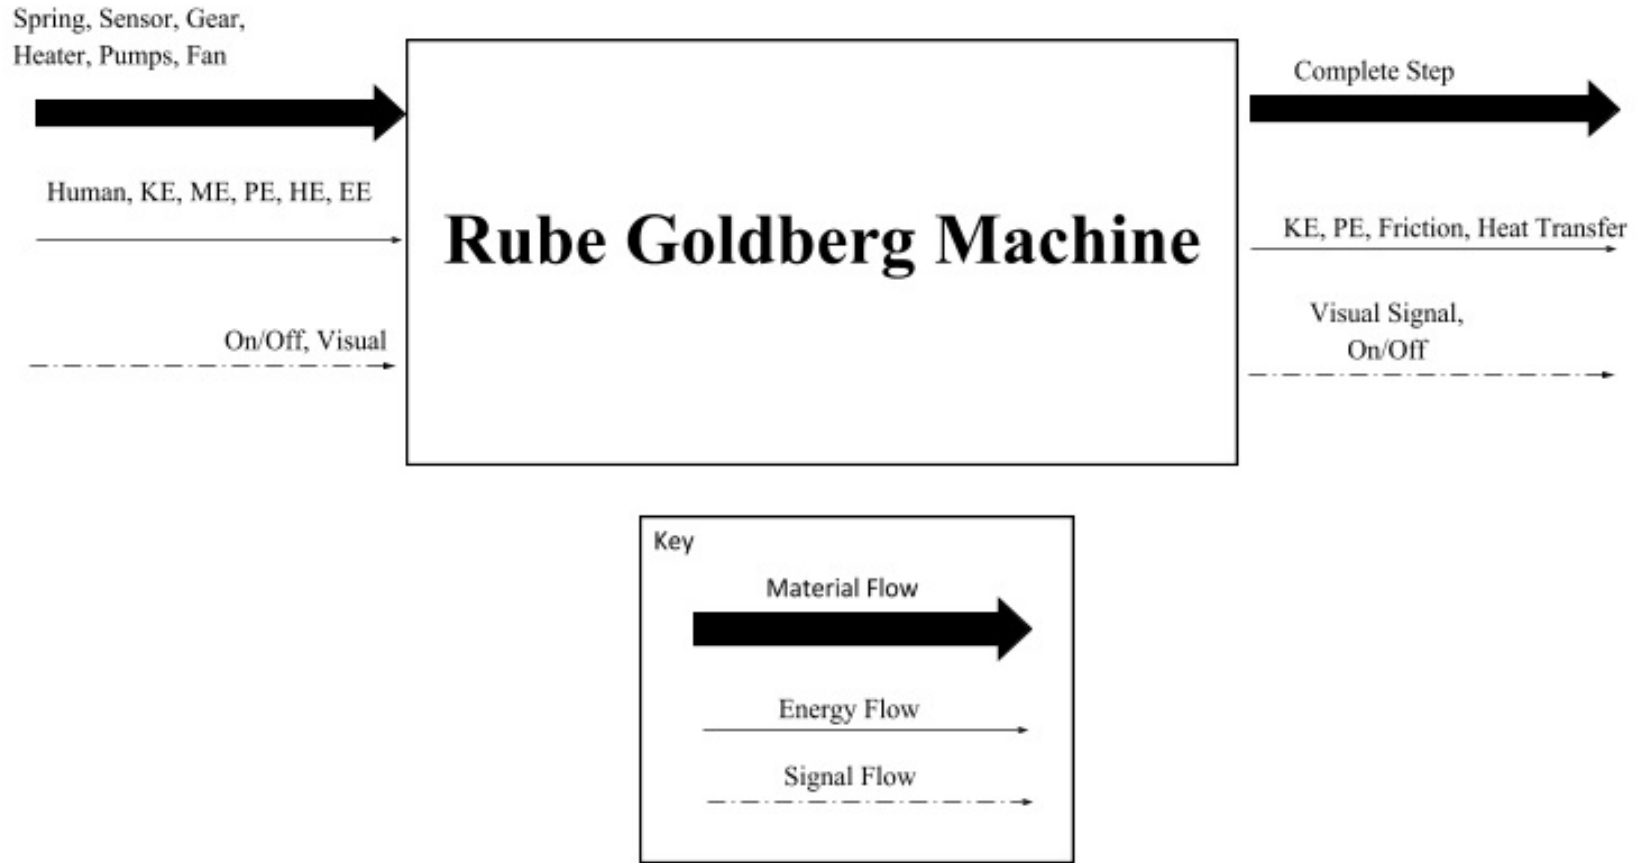 Spring, Sensor, Gear,
Heater, Pumps, Fan
Human, KE, ME, PE, HE, EE
On/Off, Visual
Rube Goldberg Machine
Complete Step
KE, PE, Friction, Heat Transfer
Visual Signal,
On/Off
Key
Material Flow
Energy Flow
Signal Flow